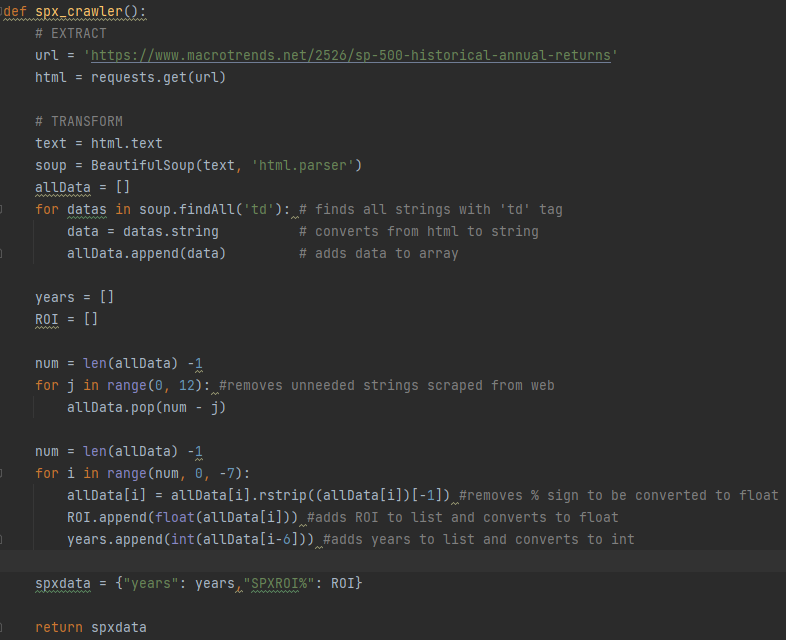 def spx_crawler():
    # EXTRACT
    url = 'https://www.macrotrends.net/2526/sp-500-historical-annual-returns'
    html = requests.get(url)

    # TRANSFORM
    text = html.text
    soup = BeautifulSoup(text, 'html.parser')
    allData = []
    for datas in soup.findAll('td'): # finds all strings with 'td' tag
        data = datas.string          # converts from html to string
        allData.append(data)         # adds data to array

    years = []
    ROI = []

    num = len(allData) -1
    for j in range(0, 12): #removes unneeded strings scraped from web
        allData.pop(num - j)

    num = len(allData) -1
    for i in range(num, 0, -7):
        allData[i] = allData[i].rstrip((allData[i])[-1]) #removes % sign to be converted to float
        ROI.append(float(allData[i])) #adds ROI to list and converts to float
        years.append(int(allData[i-6])) #adds years to list and converts to int

    spxdata = {"years": years,"SPXROI%": ROI}

    return spxdata